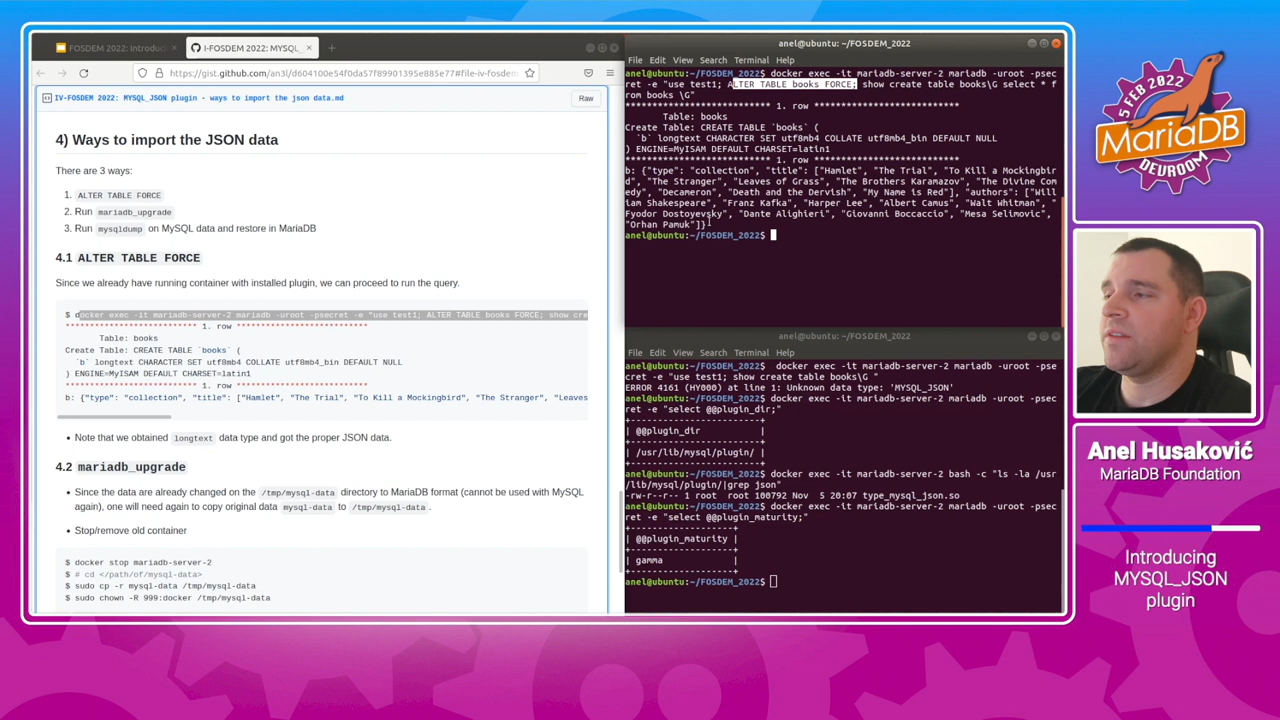 FOSDEM 2022: Introduc
I-FOSDEM 2022: MYSQL_
https://gist.github.com/an3l/d604100e54f0da57f89901395e885e77#file-iv-fosdem
IV-FOSDEM 2022: MYSQL_JSON plugin - ways to import the json data.md
Raw
4) Ways to import the JSON data
There are 3 ways:
1. ALTER TABLE FORCE
2. Run mariadb_upgrade
3. Run mysqldump on MySQL data and restore in MariaDB
4.1 ALTER TABLE FORCE
Since we already have running container with installed plugin, we can proceed to run the query.
$ docker exec -it mariadb-server-2 mariadb -uroot -psecret -e "use test1; ALTER TABLE books FORCE; show cre
*************************** 1. row ***************************
Table: books
Create Table: CREATE TABLE `books` (
`b` longtext CHARACTER SET utf8mb4 COLLATE utf8mb4_bin DEFAULT NULL
) ENGINE=MyISAM DEFAULT CHARSET=latin1
*************************** 1. row ***************************
b: {"type": "collection", "title": ["Hamlet", "The Trial", "To Kill a Mockingbird", "The Stranger", "Leaves
• Note that we obtained longtext data type and got the proper JSON data.
4.2 mariadb_upgrade
• Since the data are already changed on the /tmp/mysql-data directory to MariaDB format (cannot be used with MySQL
again), one will need again to copy original data mysql-data to /tmp/mysql-data.
• Stop/remove old container
$ docker stop mariadb-server-2
$ # cd </path/of/mysql-data>
$ sudo cp -r mysql-data /tmp/mysql-data
$ sudo chown -R 999:docker /tmp/mysql-data
anel@ubuntu: ~/FOSDEM_2022
File Edit View Search Terminal Help
anel@ubuntu:~/FOSDEM_2022$ docker exec -it mariadb-server-2 mariadb -uroot -psec
ret -e "use test1; ALTER TABLE books FORCE; show create table books\G select * f
rom books \G"
*************************** 1. row ***************************
Table: books
Create Table: CREATE TABLE `books` (
`b` longtext CHARACTER SET utf8mb4 COLLATE utf8mb4_bin DEFAULT NULL
) ENGINE=MyISAM DEFAULT CHARSET=latin1
*************************** 1. row ***************************
b: {"type": "collection", "title": ["Hamlet", "The Trial", "To Kill a Mockingbir
d", "The Stranger", "Leaves of Grass", "The Brothers Karamazov", "The Divine Com
edy", "Decameron", "Death and the Dervish", "My Name is Red"], "authors": ["Will
iam Shakespeare", "Franz Kafka", "Harper Lee", "Albert Camus", "Walt Whitman", "
Fyodor Dostoyevsky", "Dante Alighieri", "Giovanni Boccaccio", "Mesa Selimovic",
"Orhan Pamuk"]}
anel@ubuntu:~/FOSDEM_2022$
anel@ubuntu: ~/FOSDEM_2022
File Edit View Search Terminal Help
anel@ubuntu:~/FOSDEM_2022$ docker exec -it mariadb-server-2 mariadb -uroot -pse
cret -e "use test1; show create table books\G "
ERROR 4161 (HY000) at line 1: Unknown data type: 'MYSQL_JSON'
anel@ubuntu:~/FOSDEM_2022$ docker exec -it mariadb-server-2 mariadb -uroot -psec
ret -e "select @@plugin_dir;"
+------------------------+
| @@plugin_dir |
+------------------------+
| /usr/lib/mysql/plugin/ |
+------------------------+
anel@ubuntu:~/FOSDEM_2022$ docker exec -it mariadb-server-2 bash -c "ls -la /usr
/lib/mysql/plugin/|grep json"
-rw-r--r-- 1 root root 100792 Nov 5 20:07 type_mysql_json.so
anel@ubuntu:~/FOSDEM_2022$ docker exec -it mariadb-server-2 mariadb -uroot -psec
ret -e "select @@plugin_maturity;"
+-------------------+
| @@plugin_maturity |
+-------------------+
| gamma |
+-------------------+
anel@ubuntu:~/FOSDEM_2022$
5 FEB 2022
MariaDB
DEVROOM
Anel Husaković
MariaDB Foundation
Introducing
MYSQL_JSON
plugin